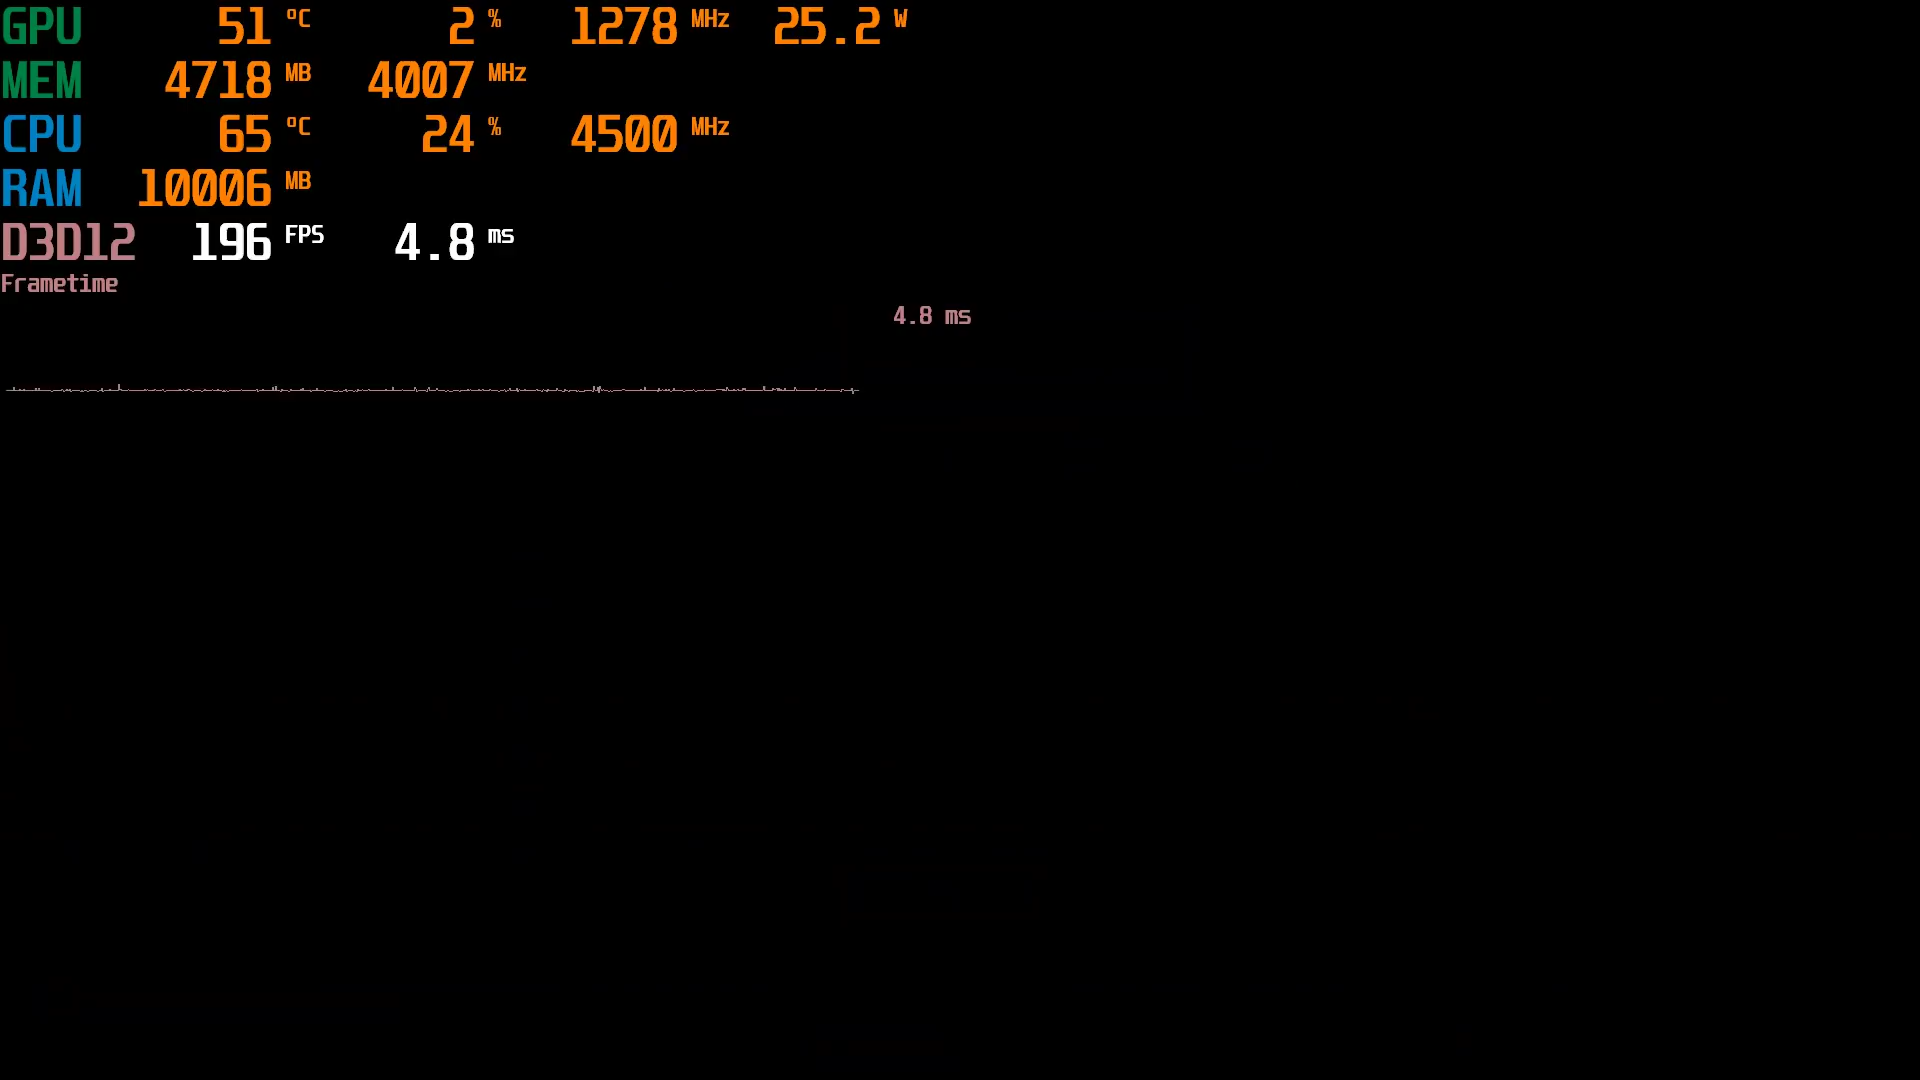 GPU 51 °C 2 % 1278 MHz 25.2 W
MEM 4718 MB 4007 MHz
CPU 65 °C 24 % 4500 MHz
RAM 10006 MB
D3D12 196 FPS 4.8 ms
Frametime
4.8 ms